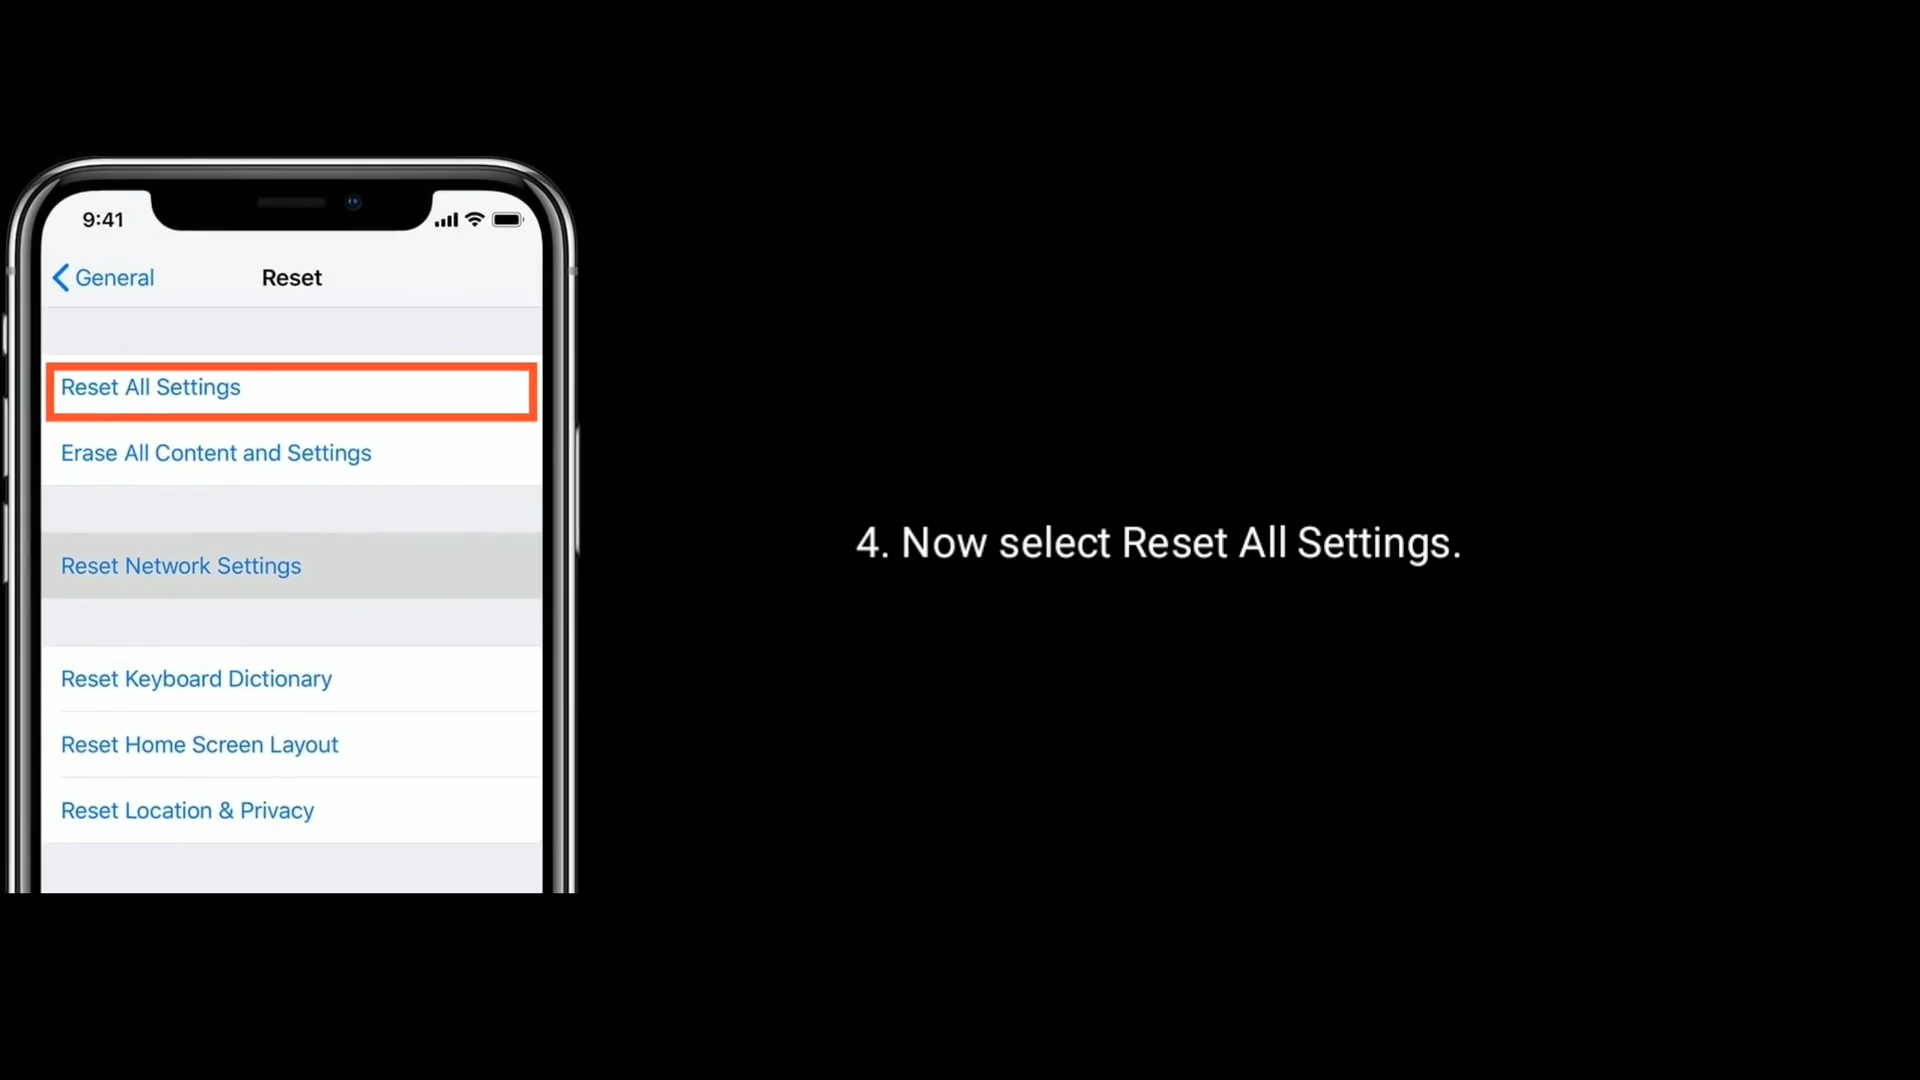 9:41
General
Reset
Reset All Settings
Erase All Content and Settings
Reset Network Settings
Reset Keyboard Dictionary
Reset Home Screen Layout
Reset Location & Privacy
4. Now select Reset All Settings.